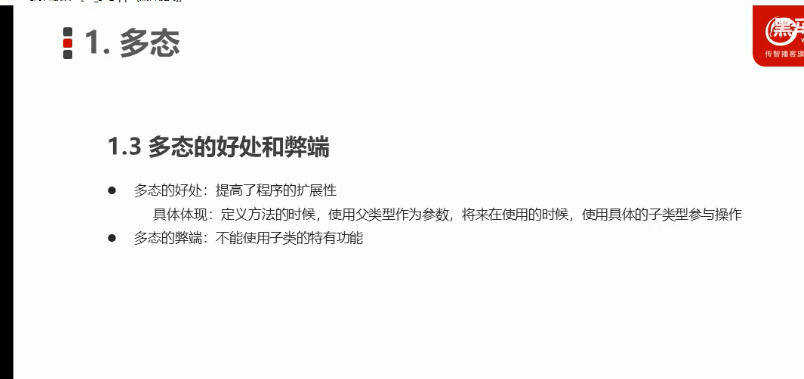 1. 多态
传智播客旗
1.3 多态的好处和弊端
● 多态的好处：提高了程序的扩展性
具体体现：定义方法的时候，使用父类型作为参数，将来在使用的时候，使用具体的子类型参与操作
● 多态的弊端：不能使用子类的特有功能